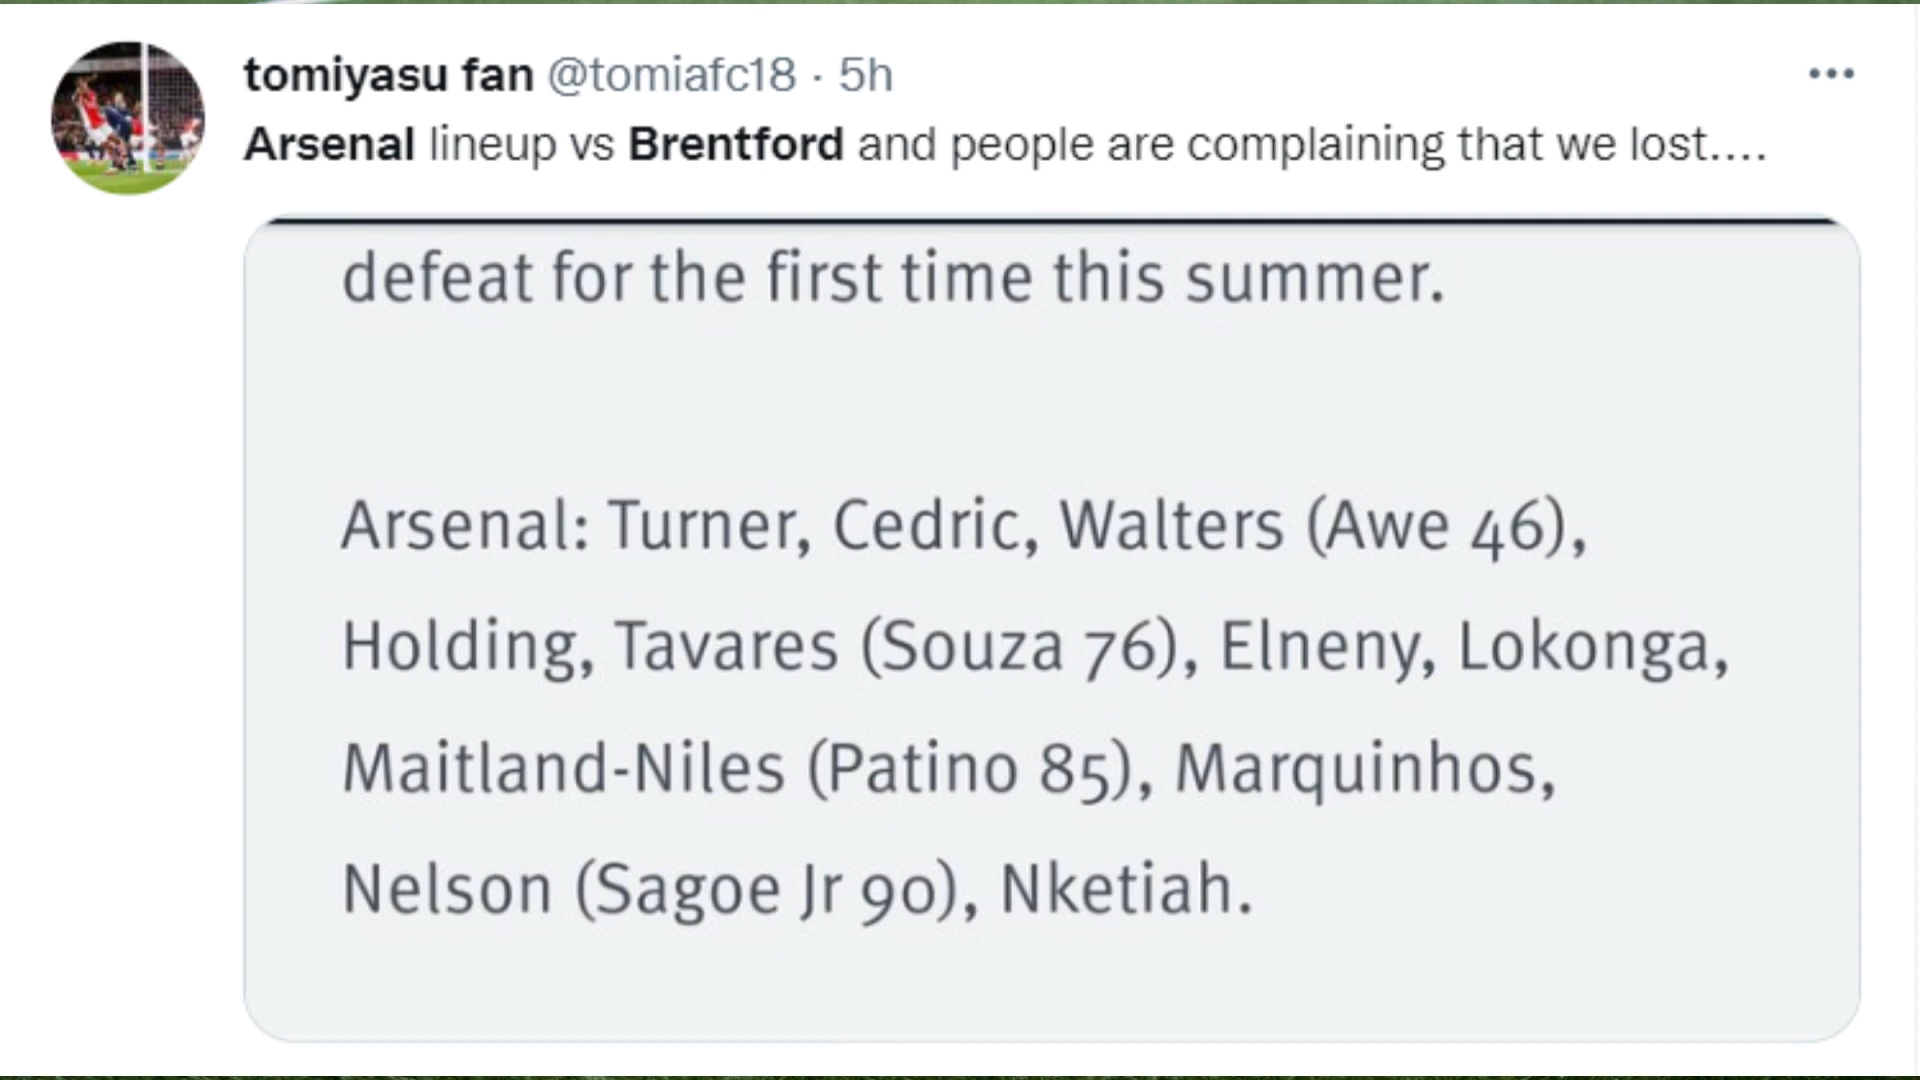 tomiyasu fan @tomiafc18 · 5h
Arsenal lineup vs Brentford and people are complaining that we lost....
defeat for the first time this summer.
Arsenal: Turner, Cedric, Walters (Awe 46),
Holding, Tavares (Souza 76), Elneny, Lokonga,
Maitland-Niles (Patino 85), Marquinhos,
Nelson (Sagoe Jr 90), Nketiah.